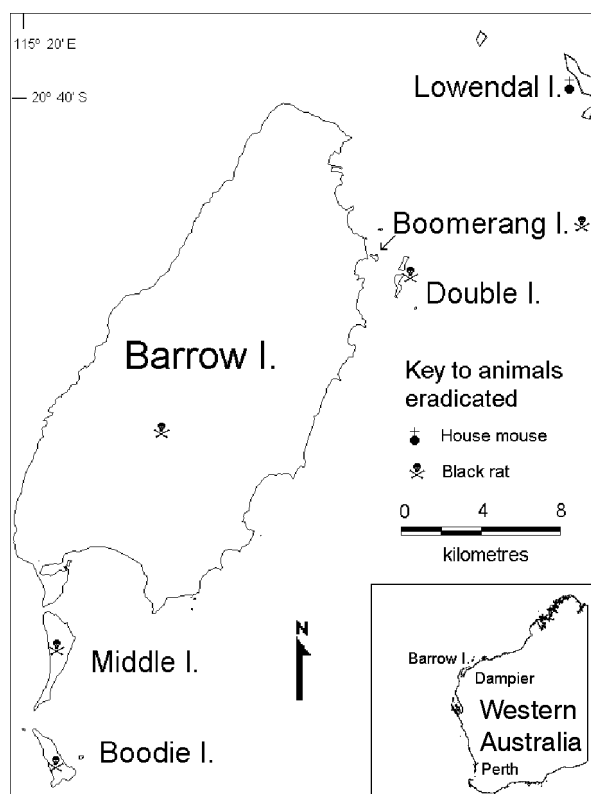 115° 20' E
20° 40' S
Lowendal I.
Boomerang I.
Double I.
Barrow I.
Key to animals
eradicated
House mouse
Black rat
0 4 8
kilometres
N
Middle I.
Boodie I.
Barrow I.
Dampier
Western
Australia
Perth